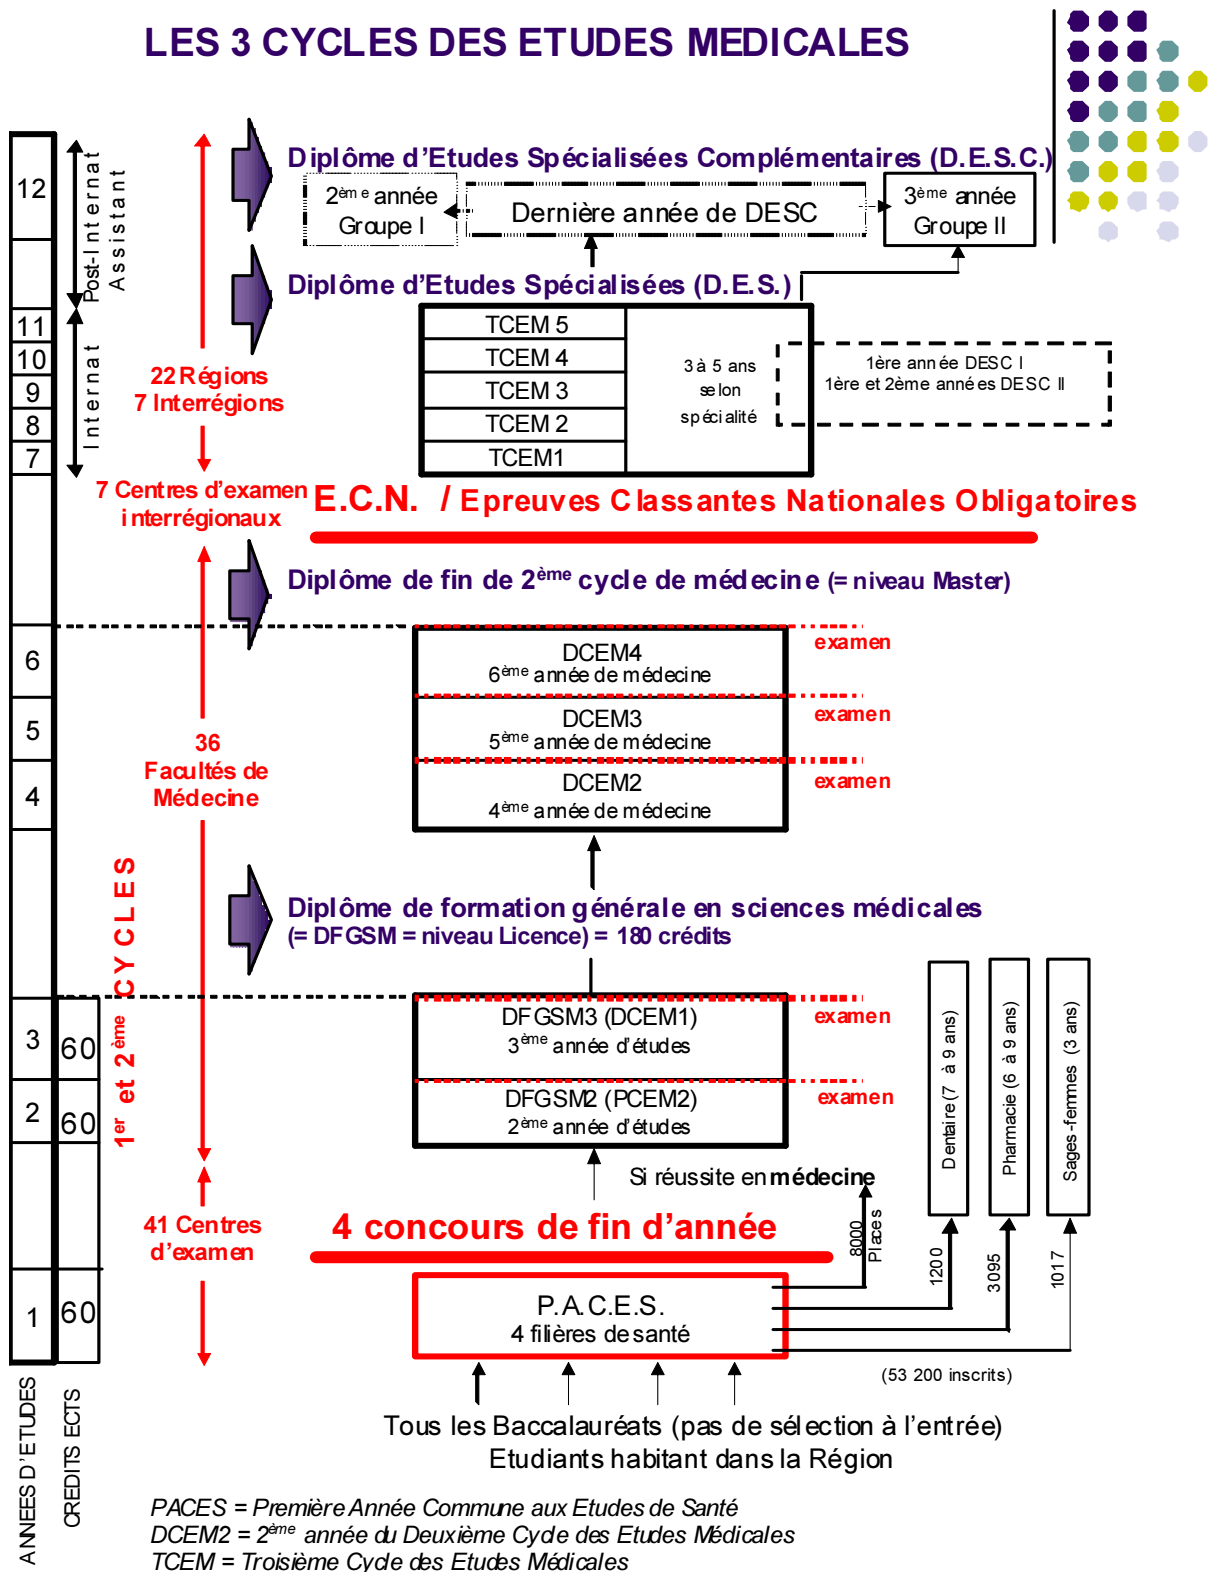 LES 3 CYCLES DES ETUDES MEDICALES
Diplôme d'Etudes Spécialisées Complémentaires (D.E.S.C.)
2ème année
Groupe I
Dernière année de DESC
3ème année
Groupe II
Diplôme d'Etudes Spécialisées (D.E.S.)
TCEM 5
TCEM 4
TCEM 3
TCEM 2
TCEM1
3 à 5 ans
selon
spécialité
1ère année DESC I
1ère et 2ème années DESC II
12
11
10
9
8
7
Post-Internat
Assistant
Internat
22 Régions
7 Interrégions
7 Centres d'examen
interrégionaux
E.C.N. / Epreuves Classantes Nationales Obligatoires
Diplôme de fin de 2ème cycle de médecine (= niveau Master)
6
5
4
DCEM4
6ème année de médecine
DCEM3
5ème année de médecine
DCEM2
4ème année de médecine
examen
examen
examen
36
Facultés de
Médecine
1er et 2ème CYCLES
Diplôme de formation générale en sciences médicales
(= DFGSM = niveau Licence) = 180 crédits
3
60
2
60
DFGSM3 (DCEM1)
3ème année d'études
DFGSM2 (PCEM2)
2ème année d'études
examen
examen
Dentaire (7 à 9 ans)
Pharmacie (6 à 9 ans)
Sages-femmes (3 ans)
Si réussite en médecine
41 Centres
d'examen
4 concours de fin d'année
8000
Places
1200
3095
1017
1
60
P.A.C.E.S.
4 filières de santé
(53 200 inscrits)
Tous les Baccalauréats (pas de sélection à l'entrée)
Etudiants habitant dans la Région
ANNEES D'ETUDES
CREDITS ECTS
PACES = Première Année Commune aux Etudes de Santé
DCEM2 = 2ème année du Deuxième Cycle des Etudes Médicales
TCEM = Troisième Cycle des Etudes Médicales